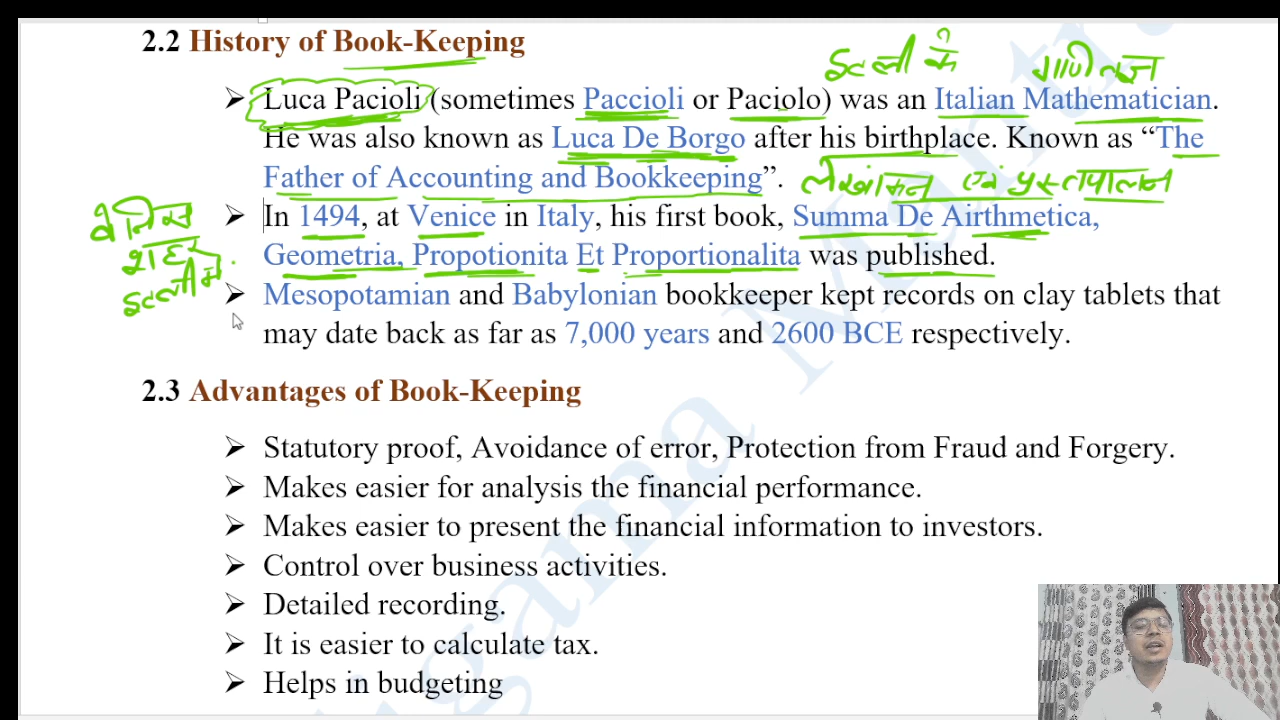 2.2 History of Book-Keeping
इटली के गणितज्ञ
➤ Luca Pacioli (sometimes Paccioli or Paciolo) was an Italian Mathematician.
He was also known as Luca De Borgo after his birthplace. Known as “The
Father of Accounting and Bookkeeping”. लेखांकन एवं पुस्तपालन
वेनिस
शहर
इटली में
➤ In 1494, at Venice in Italy, his first book, Summa De Airthmetica,
Geometria, Propotionita Et Proportionalita was published.
➤ Mesopotamian and Babylonian bookkeeper kept records on clay tablets that
may date back as far as 7,000 years and 2600 BCE respectively.
2.3 Advantages of Book-Keeping
➤ Statutory proof, Avoidance of error, Protection from Fraud and Forgery.
➤ Makes easier for analysis the financial performance.
➤ Makes easier to present the financial information to investors.
➤ Control over business activities.
➤ Detailed recording.
➤ It is easier to calculate tax.
➤ Helps in budgeting